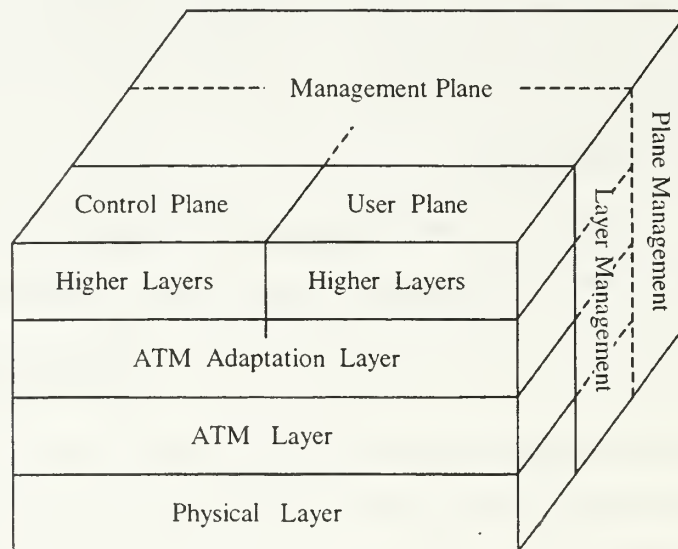 Management Plane
Plane Management
Control Plane
User Plane
Layer Management
Higher Layers
Higher Layers
ATM Adaptation Layer
ATM Layer
Physical Layer